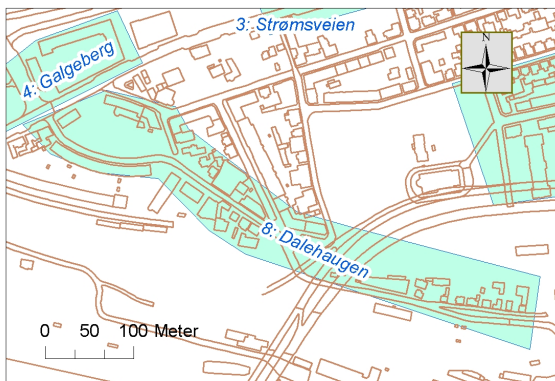 3: Strømsveien
N
4: Galgeberg
8: Dalehaugen
0 50 100 Meter